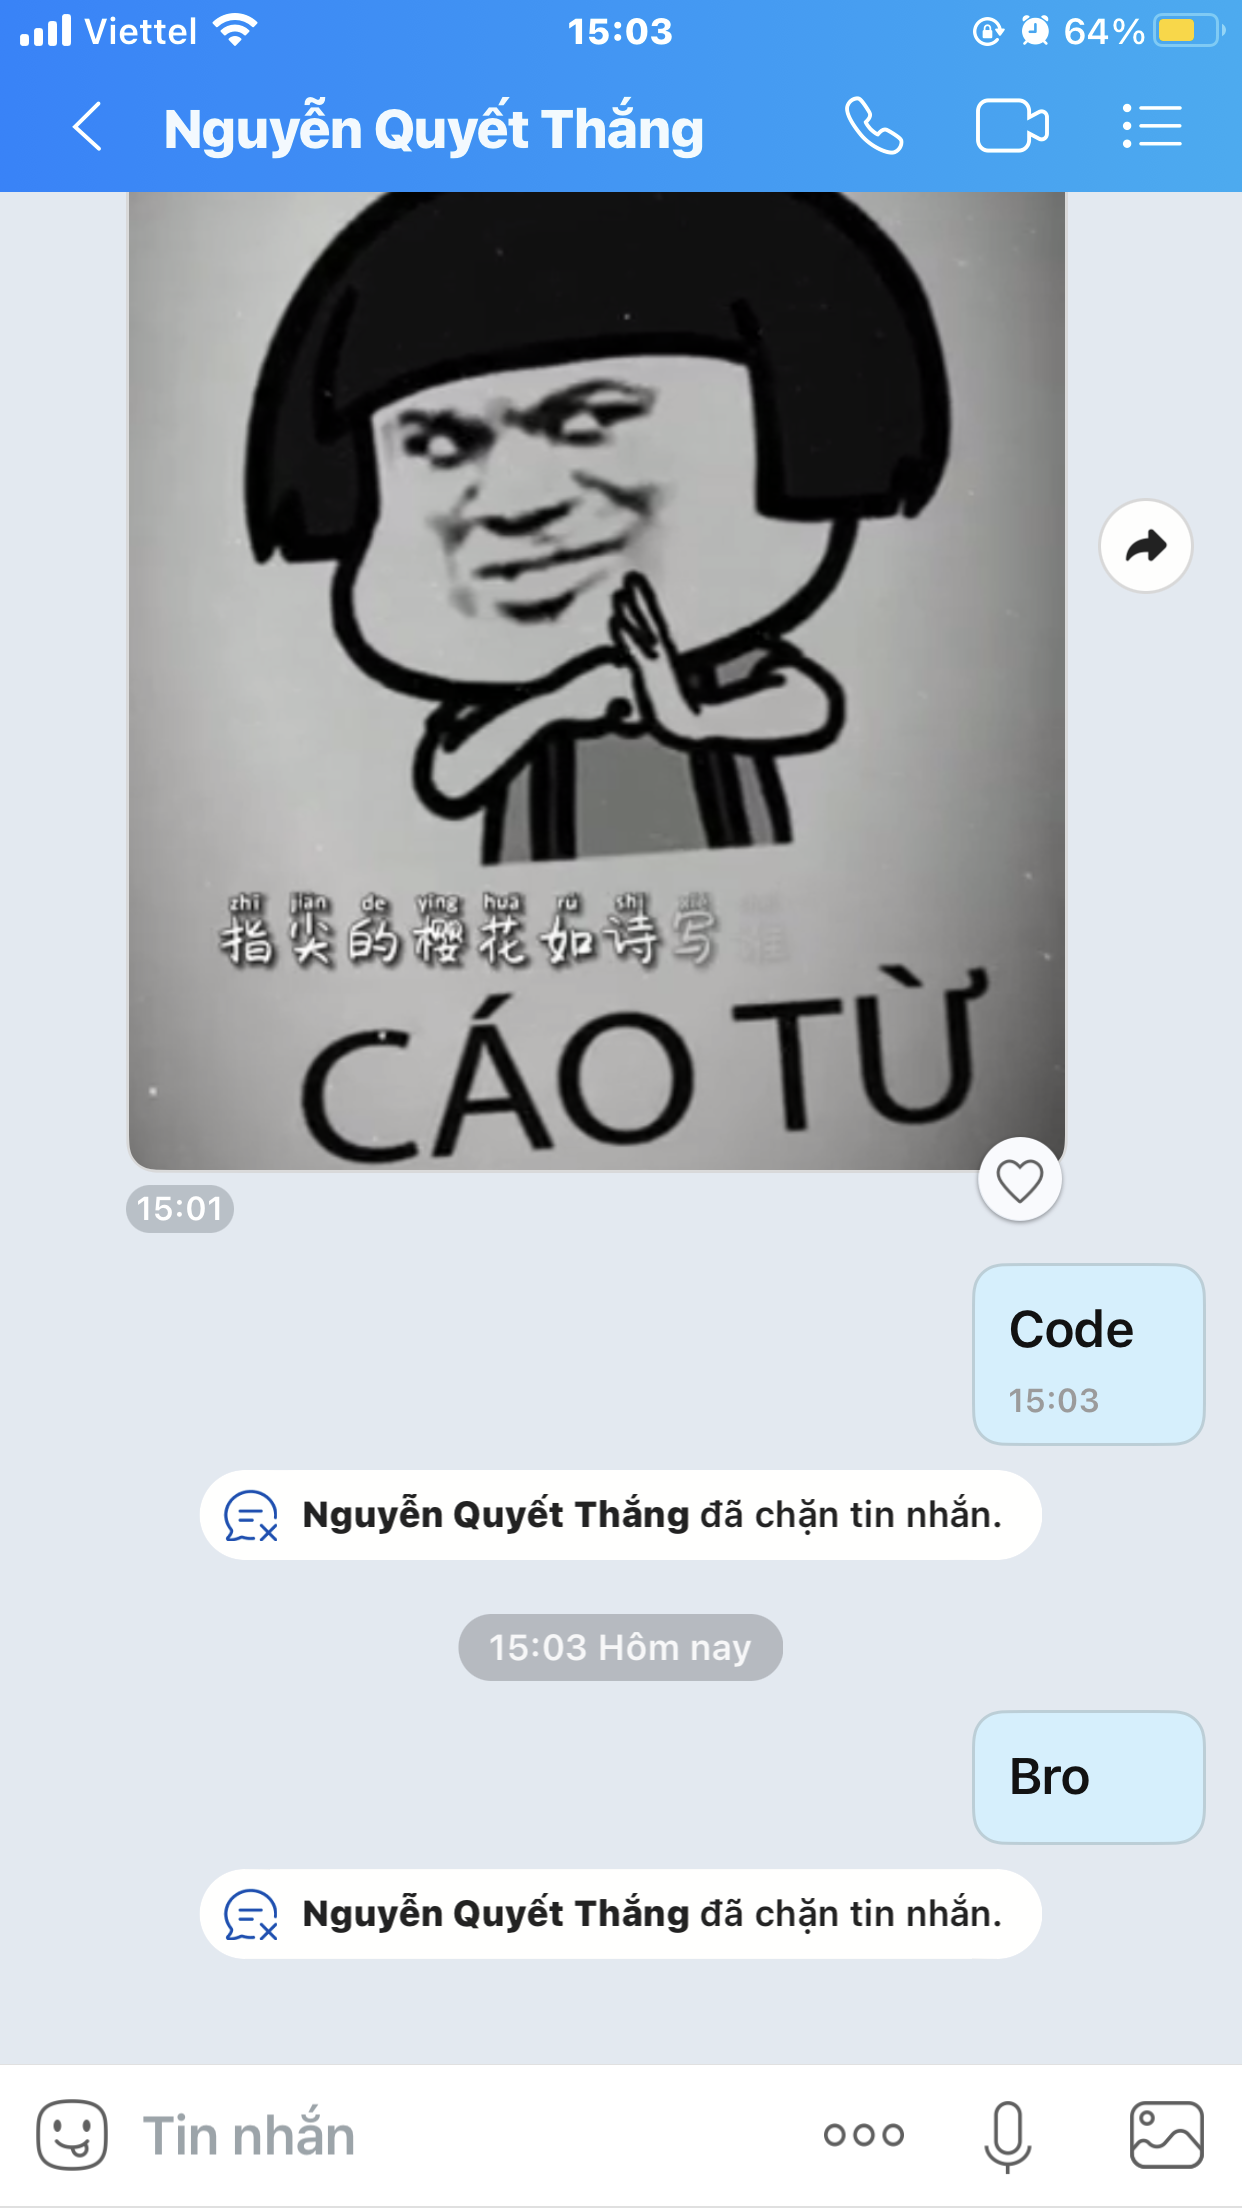 Viettel 15:03 64%
Nguyễn Quyết Thắng
zhǐ jiān de yīng huā rú shī xiě
指尖的樱花如诗写
CÁO TỪ
15:01
Code
15:03
Nguyễn Quyết Thắng đã chặn tin nhắn.
15:03 Hôm nay
Bro
Nguyễn Quyết Thắng đã chặn tin nhắn.
Tin nhắn